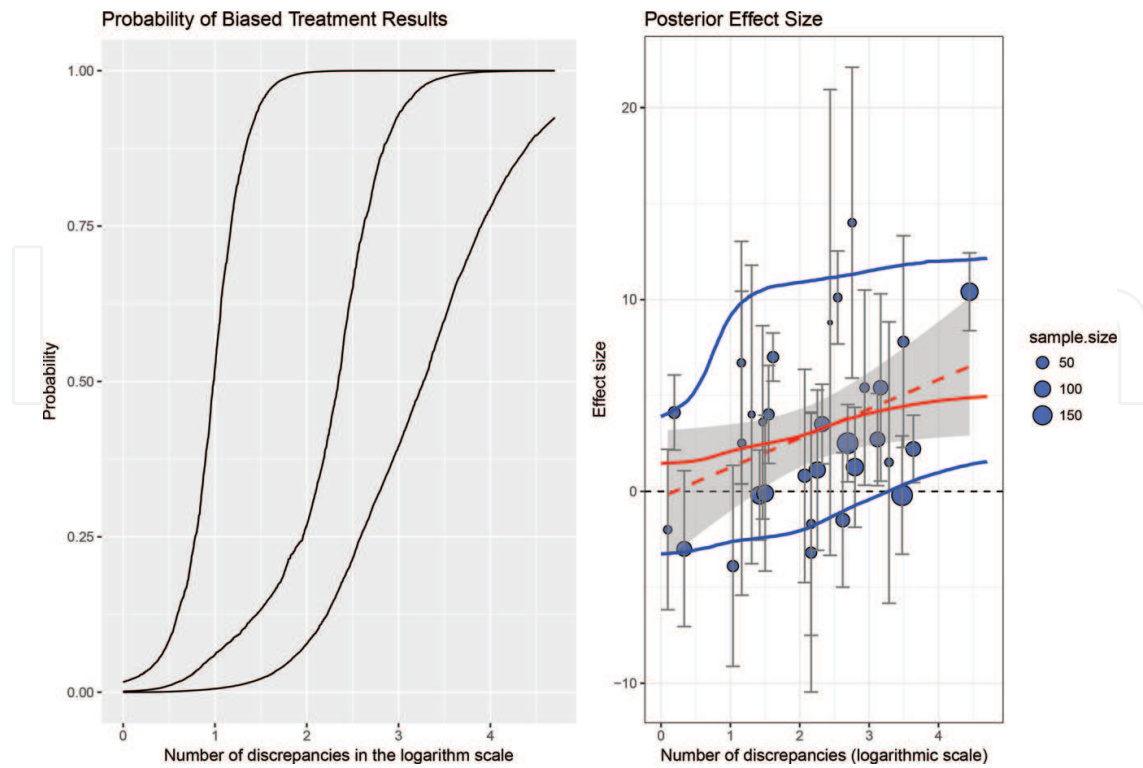 Probability of Biased Treatment Results
1.00
0.75
0.50
0.25
0.00
Probability
0 1 2 3 4
Number of discrepancies in the logarithm scale
Posterior Effect Size
20
10
0
−10
Effect size
0 1 2 3 4
Number of discrepancies (logarithmic scale)
sample.size
50
100
150